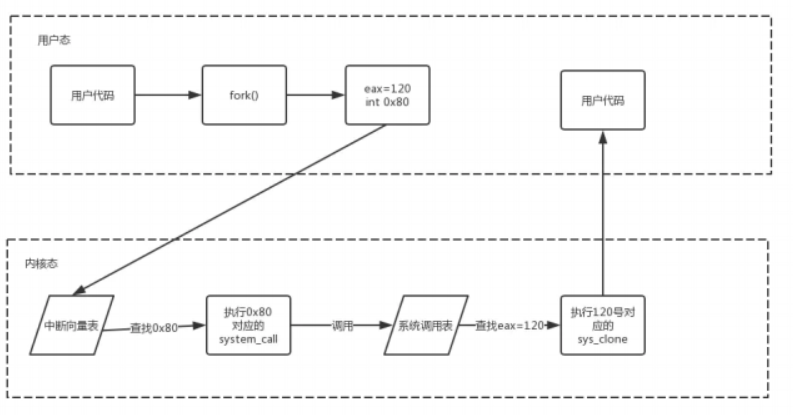 用户态
用户代码
fork()
eax=120
int 0x80
用户代码
内核态
中断向量表
查找0x80
执行0x80
对应的
system_call
调用
系统调用表
查找eax=120
执行120号对
应的
sys_clone